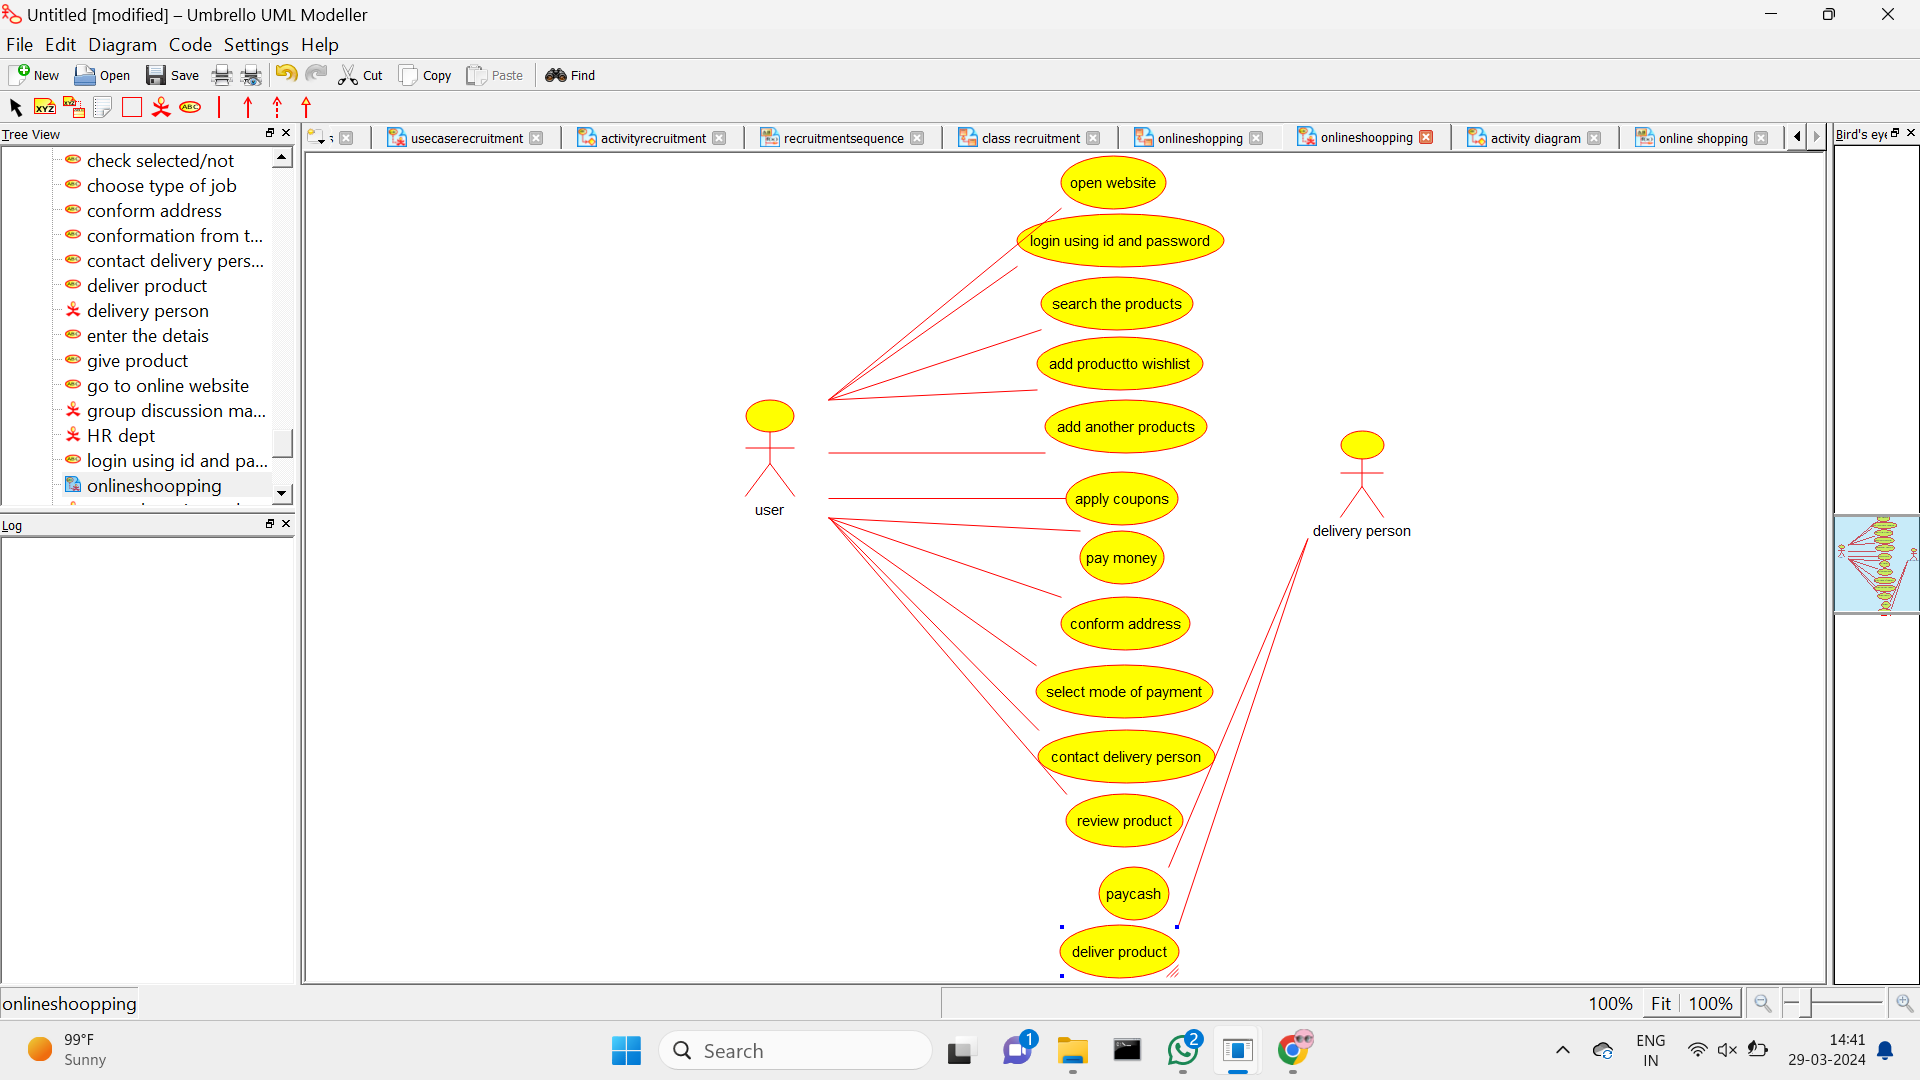 Untitled [modified] – Umbrello UML Modeller
File Edit Diagram Code Settings Help
New Open Save Cut Copy Paste Find
Tree View
usecaserecruitment activityrecruitment recruitmentsequence class recruitment onlineshopping onlineshoopping activity diagram online shopping
Bird's eye
check selected/not
choose type of job
conform address
conformation from t...
contact delivery pers...
deliver product
delivery person
enter the detais
give product
go to online website
group discussion ma...
HR dept
login using id and pa...
onlineshoopping
Log
open website
login using id and password
search the products
add productto wishlist
add another products
apply coupons
pay money
conform address
select mode of payment
contact delivery person
review product
paycash
deliver product
user
delivery person
onlineshoopping
100% Fit 100%
99°F
Sunny
Search
1
2
ENG
IN
14:41
29-03-2024